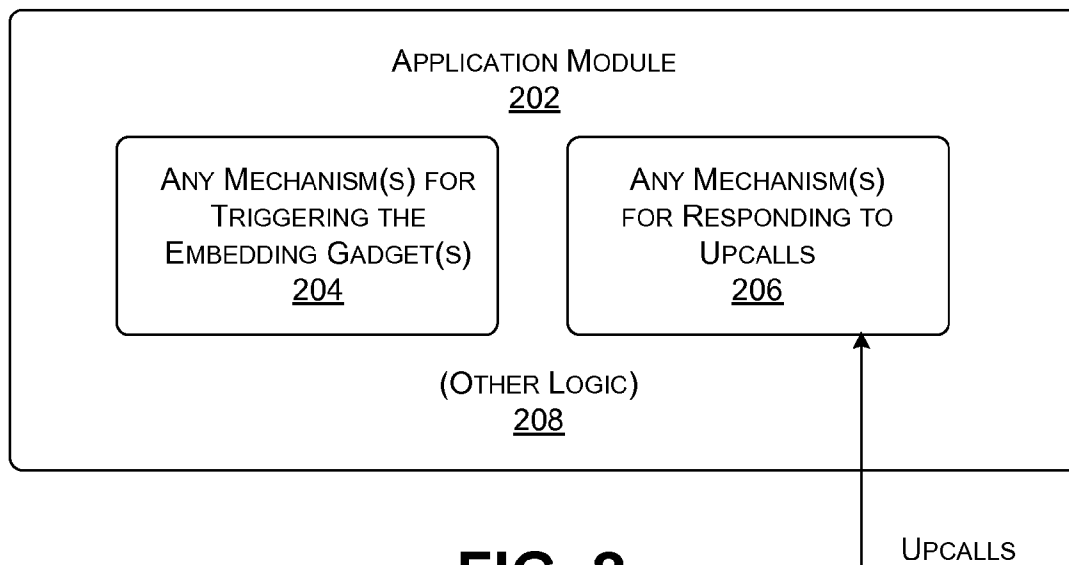 APPLICATION MODULE
202
ANY MECHANISM(S) FOR
TRIGGERING THE
EMBEDDING GADGET(S)
204
ANY MECHANISM(S)
FOR RESPONDING TO
UPCALLS
206
(OTHER LOGIC)
208
UPCALLS
FIG.